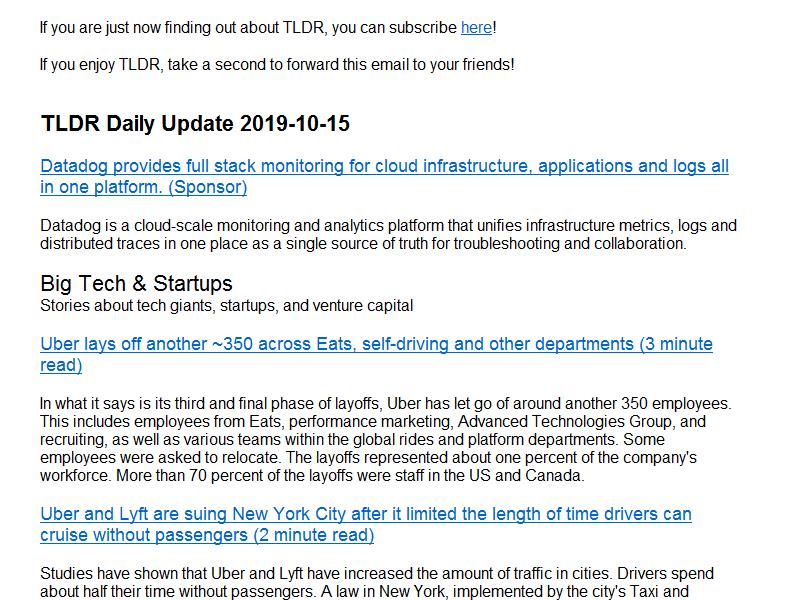 If you are just now finding out about TLDR, you can subscribe here!
If you enjoy TLDR, take a second to forward this email to your friends!
TLDR Daily Update 2019-10-15
Datadog provides full stack monitoring for cloud infrastructure, applications and logs all
in one platform. (Sponsor)
Datadog is a cloud-scale monitoring and analytics platform that unifies infrastructure metrics, logs and
distributed traces in one place as a single source of truth for troubleshooting and collaboration.
Big Tech & Startups
Stories about tech giants, startups, and venture capital
Uber lays off another ~350 across Eats, self-driving and other departments (3 minute
read)
In what it says is its third and final phase of layoffs, Uber has let go of around another 350 employees.
This includes employees from Eats, performance marketing, Advanced Technologies Group, and
recruiting, as well as various teams within the global rides and platform departments. Some
employees were asked to relocate. The layoffs represented about one percent of the company's
workforce. More than 70 percent of the layoffs were staff in the US and Canada.
Uber and Lyft are suing New York City after it limited the length of time drivers can
cruise without passengers (2 minute read)
Studies have shown that Uber and Lyft have increased the amount of traffic in cities. Drivers spend
about half their time without passengers. A law in New York, implemented by the city's Taxi and